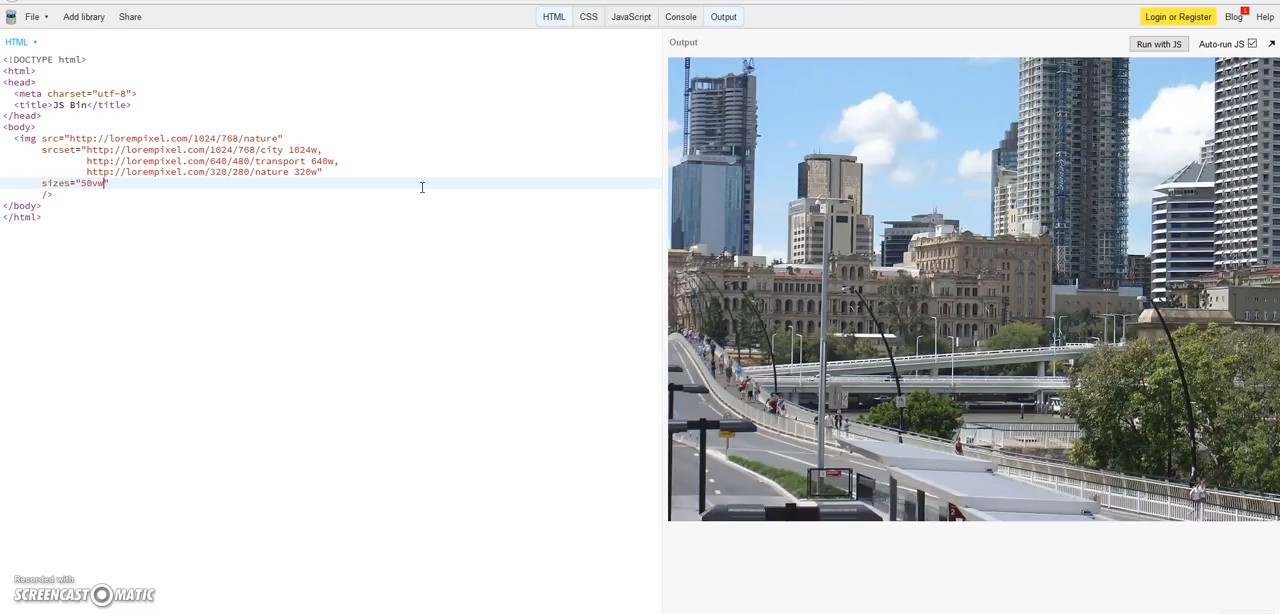 File ▾ Add library Share HTML CSS JavaScript Console Output Login or Register Blog 1 Help
HTML ▾
Output Run with JS Auto-run JS
<!DOCTYPE html>
<html>
<head>
<meta charset="utf-8">
<title>JS Bin</title>
</head>
<body>
<img src="http://lorempixel.com/1024/768/nature"
srcset="http://lorempixel.com/1024/768/city 1024w,
http://lorempixel.com/640/480/transport 640w,
http://lorempixel.com/320/280/nature 320w"
sizes="50vw"
/>
</body>
</html>
2
Recorded with
SCREENCAST-O-MATIC